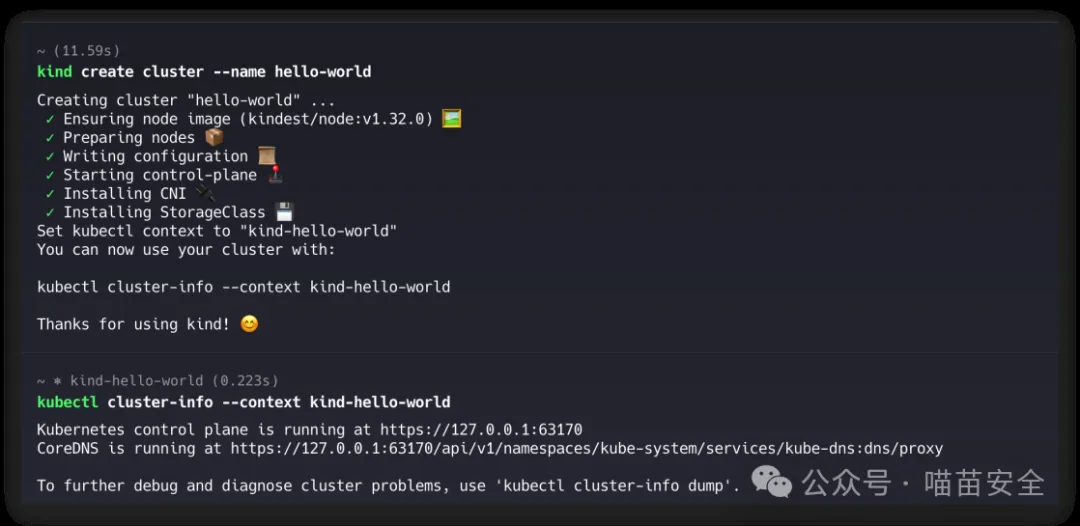 ~ (11.59s)
kind create cluster --name hello-world
Creating cluster "hello-world" ...
✓ Ensuring node image (kindest/node:v1.32.0) 🖼️
✓ Preparing nodes 📦
✓ Writing configuration 📜
✓ Starting control-plane 🕹️
✓ Installing CNI 🔌
✓ Installing StorageClass 💾
Set kubectl context to "kind-hello-world"
You can now use your cluster with:
kubectl cluster-info --context kind-hello-world
Thanks for using kind! 😊
~ ⎈ kind-hello-world (0.223s)
kubectl cluster-info --context kind-hello-world
Kubernetes control plane is running at https://127.0.0.1:63170
CoreDNS is running at https://127.0.0.1:63170/api/v1/namespaces/kube-system/services/kube-dns:dns/proxy
To further debug and diagnose cluster problems, use 'kubectl cluster-info dump'.
公众号 · 喵苗安全